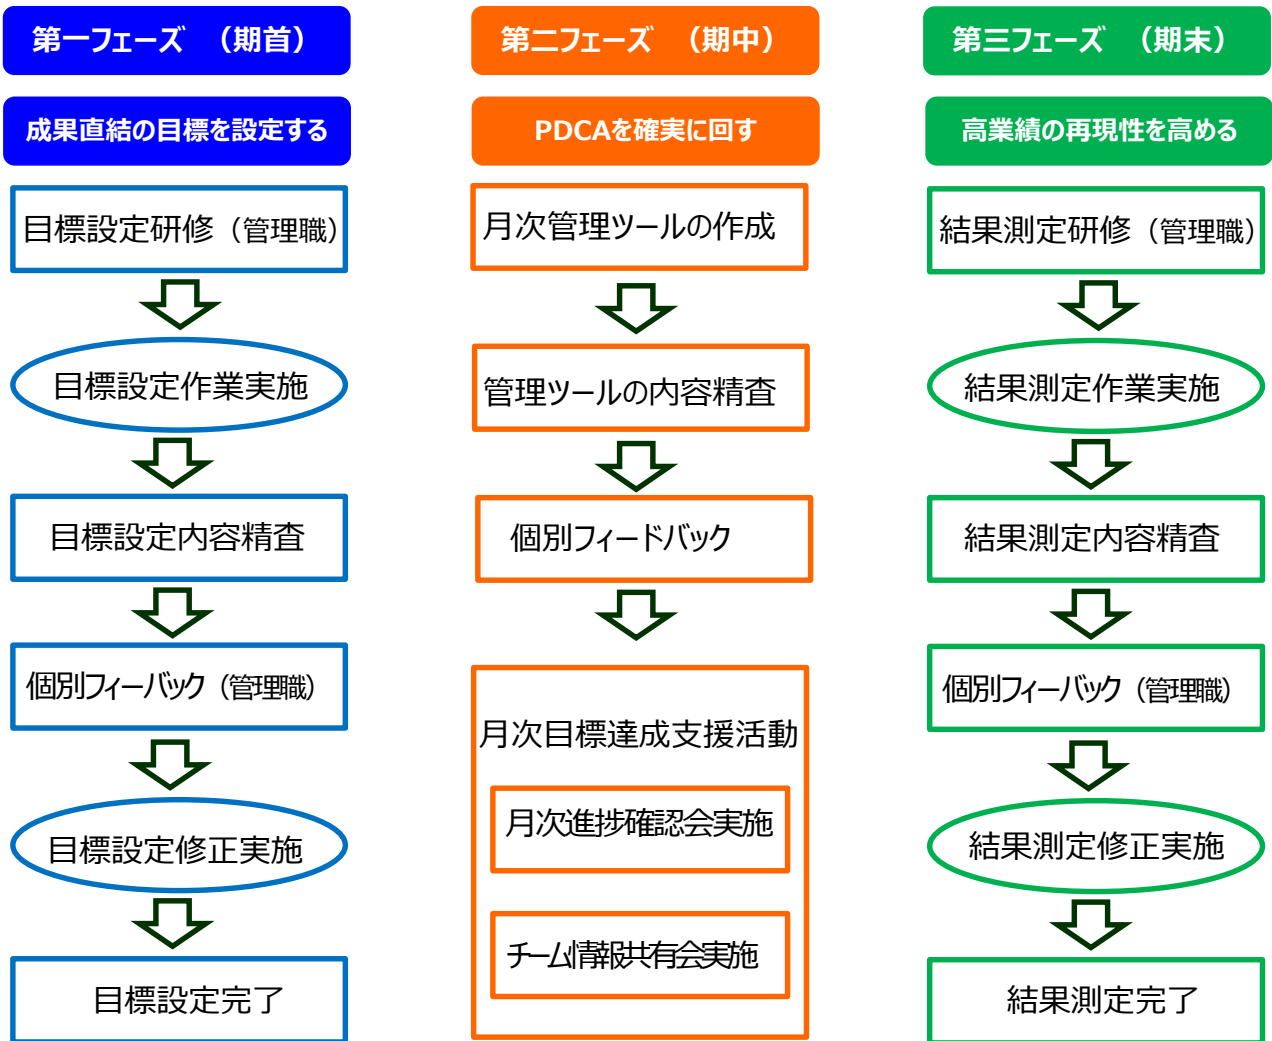 第一フェーズ （期首）
成果直結の目標を設定する
目標設定研修（管理職）
目標設定作業実施
目標設定内容精査
個別フィーバック（管理職）
目標設定修正実施
目標設定完了
第二フェーズ （期中）
PDCAを確実に回す
月次管理ツールの作成
管理ツールの内容精査
個別フィードバック
月次目標達成支援活動
月次進捗確認会実施
チーム情報共有会実施
第三フェーズ （期末）
高業績の再現性を高める
結果測定研修（管理職）
結果測定作業実施
結果測定内容精査
個別フィーバック（管理職）
結果測定修正実施
結果測定完了